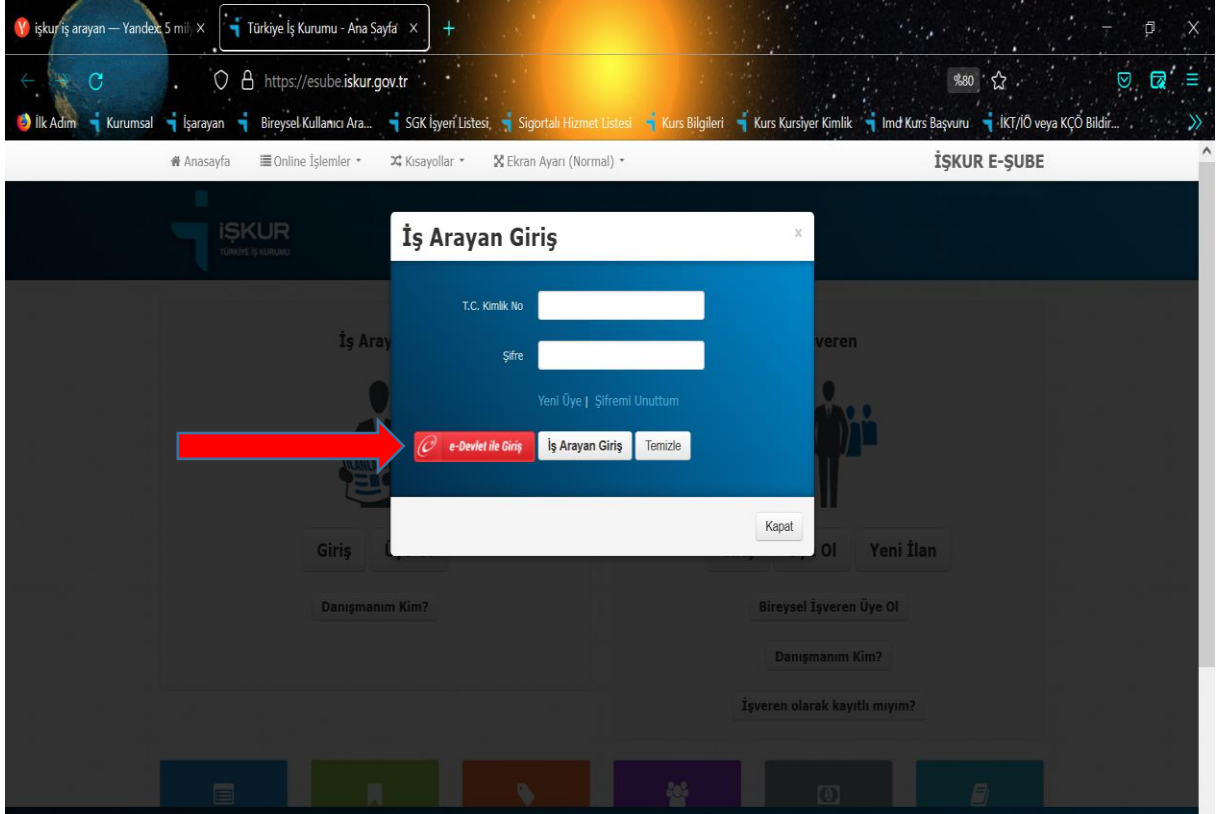 işkur iş arayan — Yandex: 5 mily
Türkiye İş Kurumu - Ana Sayfa
https://esube.iskur.gov.tr
%80
İlk Adım Kurumsal İşarayan Bireysel Kullanıcı Ara... SGK İşyeri Listesi Sigortalı Hizmet Listesi Kurs Bilgileri Kurs Kursiyer Kimlik Imd Kurs Başvuru İKT/İÖ veya KÇÖ Bildir...
Anasayfa Online İşlemler Kısayollar Ekran Ayarı (Normal) İŞKUR E-ŞUBE
İŞKUR
TÜRKİYE İŞ KURUMU
İş Arayan Giriş
x
T.C. Kimlik No
İş Aray
veren
Şifre
Yeni Üye | Şifremi Unuttum
e-Devlet ile Giriş İş Arayan Giriş Temizle
Kapat
Giriş
Ol Yeni İlan
Danışmanım Kim?
Bireysel İşveren Üye Ol
Danışmanım Kim?
İşveren olarak kayıtlı mıyım?